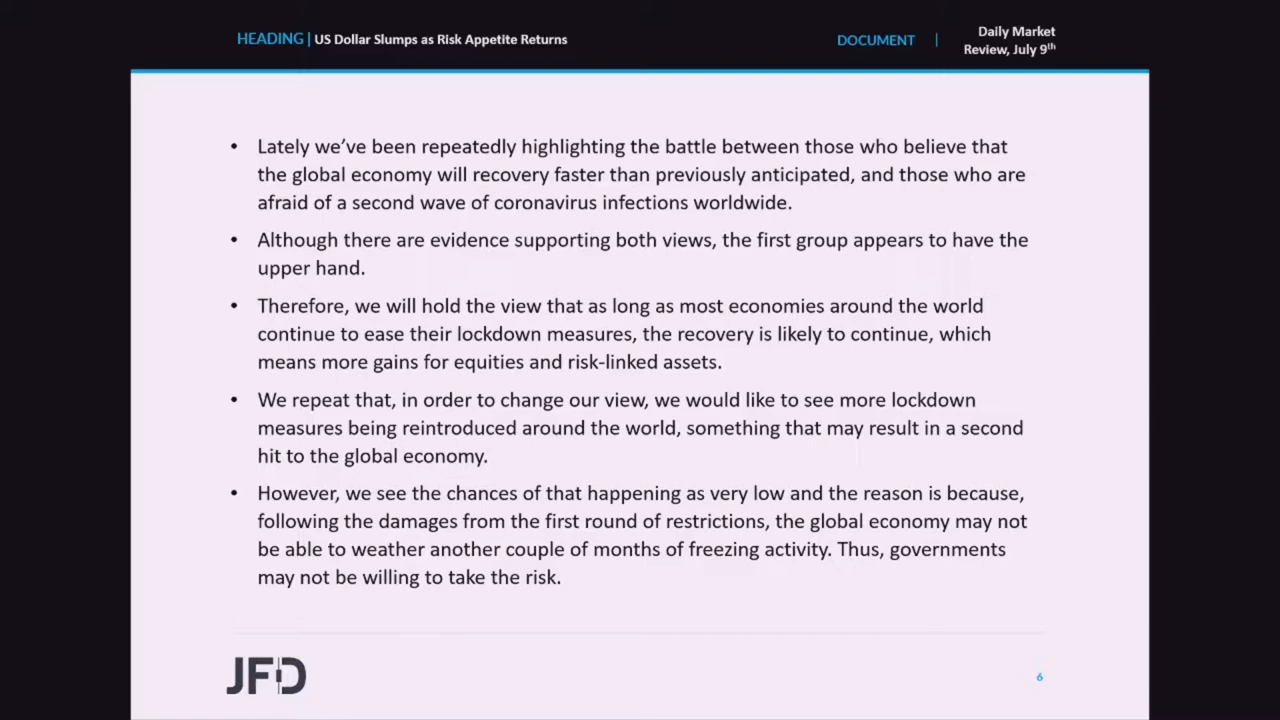 HEADING | US Dollar Slumps as Risk Appetite Returns
DOCUMENT |
Daily Market
Review, July 9th
• Lately we’ve been repeatedly highlighting the battle between those who believe that
the global economy will recovery faster than previously anticipated, and those who are
afraid of a second wave of coronavirus infections worldwide.
• Although there are evidence supporting both views, the first group appears to have the
upper hand.
• Therefore, we will hold the view that as long as most economies around the world
continue to ease their lockdown measures, the recovery is likely to continue, which
means more gains for equities and risk-linked assets.
• We repeat that, in order to change our view, we would like to see more lockdown
measures being reintroduced around the world, something that may result in a second
hit to the global economy.
• However, we see the chances of that happening as very low and the reason is because,
following the damages from the first round of restrictions, the global economy may not
be able to weather another couple of months of freezing activity. Thus, governments
may not be willing to take the risk.
JFD
6